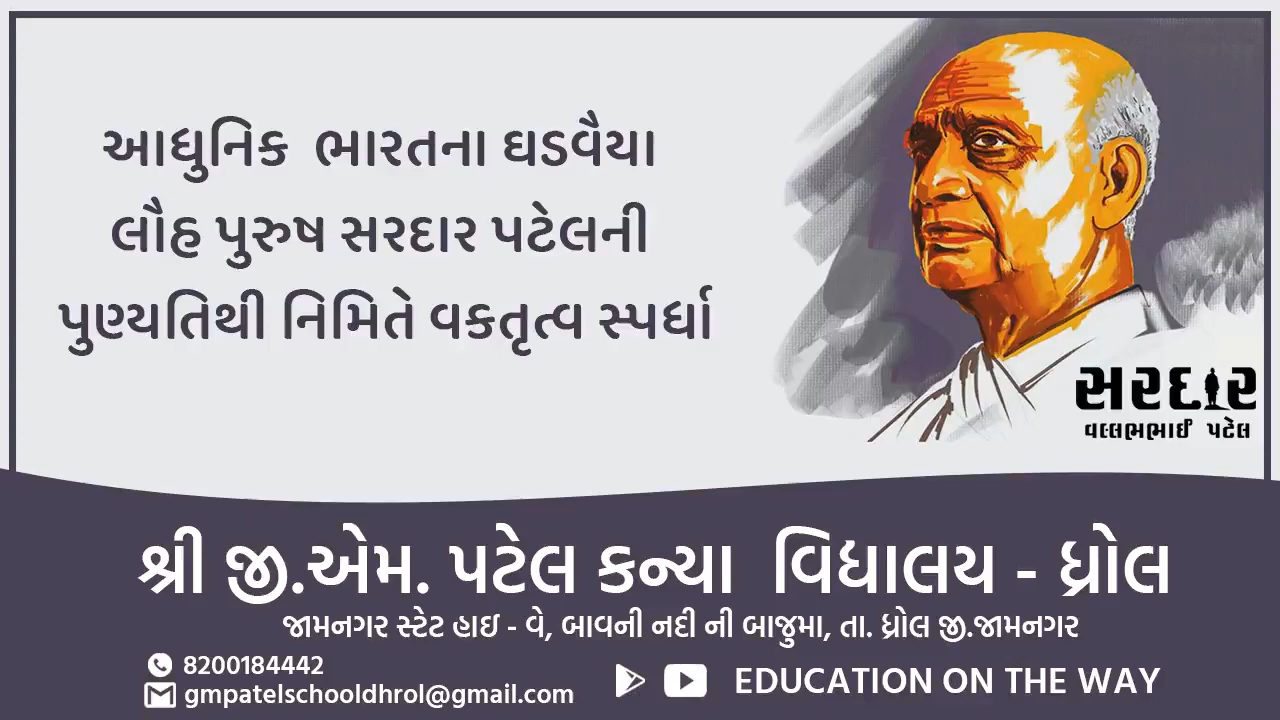 આધુનિક ભારતના ઘડવૈયા
લૌહ પુરુષ સરદાર પટેલની
પુણ્યતિથી નિમિતે વકતૃત્વ સ્પર્ધા
સરદાર
વલ્લભભાઈ પટેલ
શ્રી જી.એમ. પટેલ કન્યા વિદ્યાલય - ધ્રોલ
જામનગર સ્ટેટ હાઇ - વે, બાવની નદી ની બાજુમા, તા. ધ્રોલ જી.જામનગર
8200184442
gmpatelschooldhrol@gmail.com
EDUCATION ON THE WAY